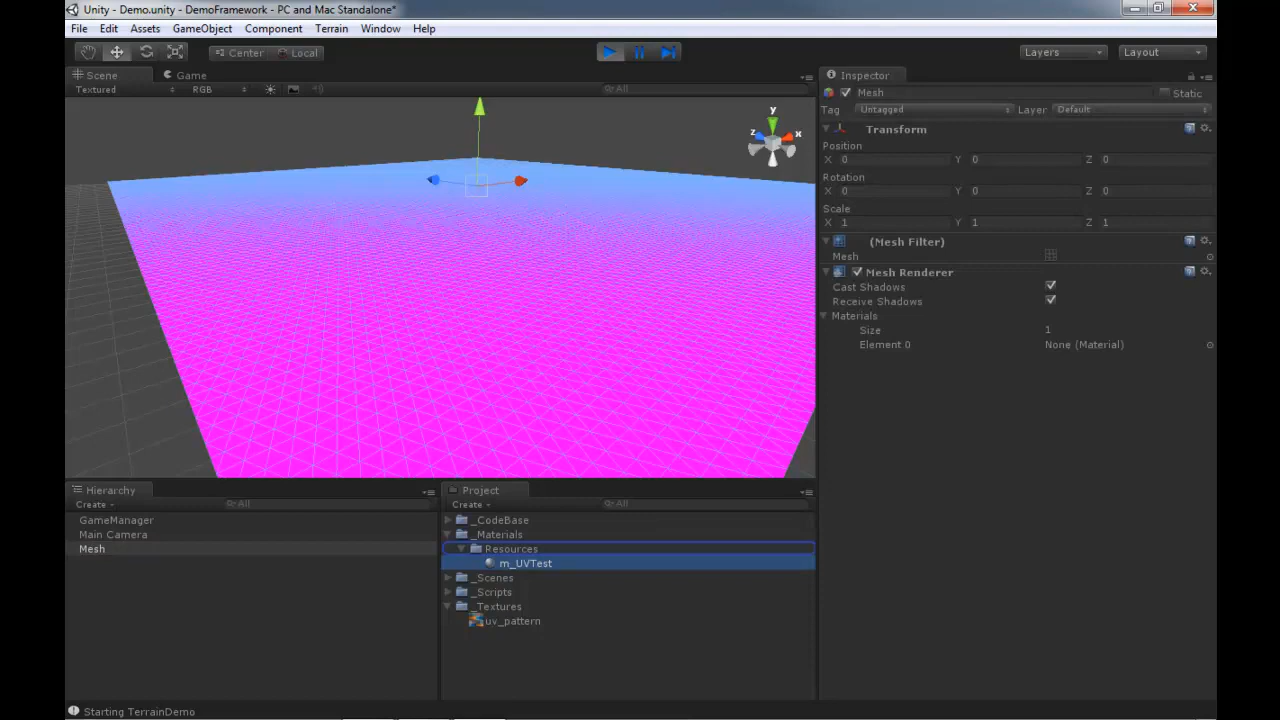 Unity - Demo.unity - DemoFramework - PC and Mac Standalone*
File Edit Assets GameObject Component Terrain Window Help
Center Local Layers Layout
Scene Game
Textured RGB All
y
z x
Inspector
Mesh Static
Tag Untagged Layer Default
Transform
Position
X 0 Y 0 Z 0
Rotation
X 0 Y 0 Z 0
Scale
X 1 Y 1 Z 1
(Mesh Filter)
Mesh
Mesh Renderer
Cast Shadows
Receive Shadows
Materials
Size 1
Element 0 None (Material)
Hierarchy
Create All
GameManager
Main Camera
Mesh
Project
Create All
_CodeBase
_Materials
Resources
m_UVTest
_Scenes
_Scripts
_Textures
uv_pattern
Starting TerrainDemo